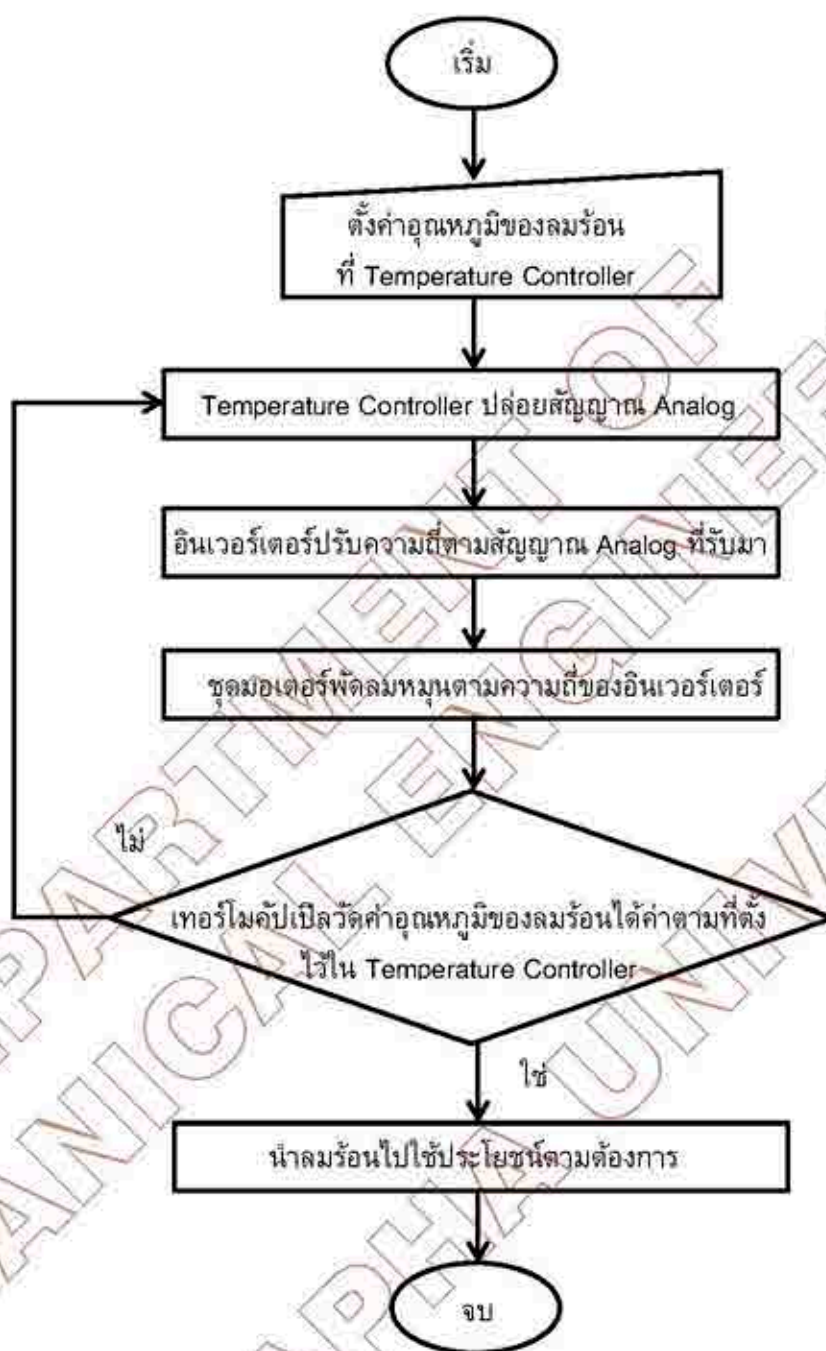 เริ่ม
ตั้งค่าอุณหภูมิของลมร้อน
ที่ Temperature Controller
Temperature Controller ปล่อยสัญญาณ Analog
อินเวอร์เตอร์ปรับความถี่ตามสัญญาณ Analog ที่รับมา
ชุดมอเตอร์พัดลมหมุนตามความถี่ของอินเวอร์เตอร์
ไม่
เทอร์โมคัปเปิลวัดค่าอุณหภูมิของลมร้อนได้ค่าตามที่ตั้ง
ไว้ใน Temperature Controller
ใช่
นำลมร้อนไปใช้ประโยชน์ตามต้องการ
จบ
PARTMENT OF
ANICAL ENGINEE
APHA UNIV